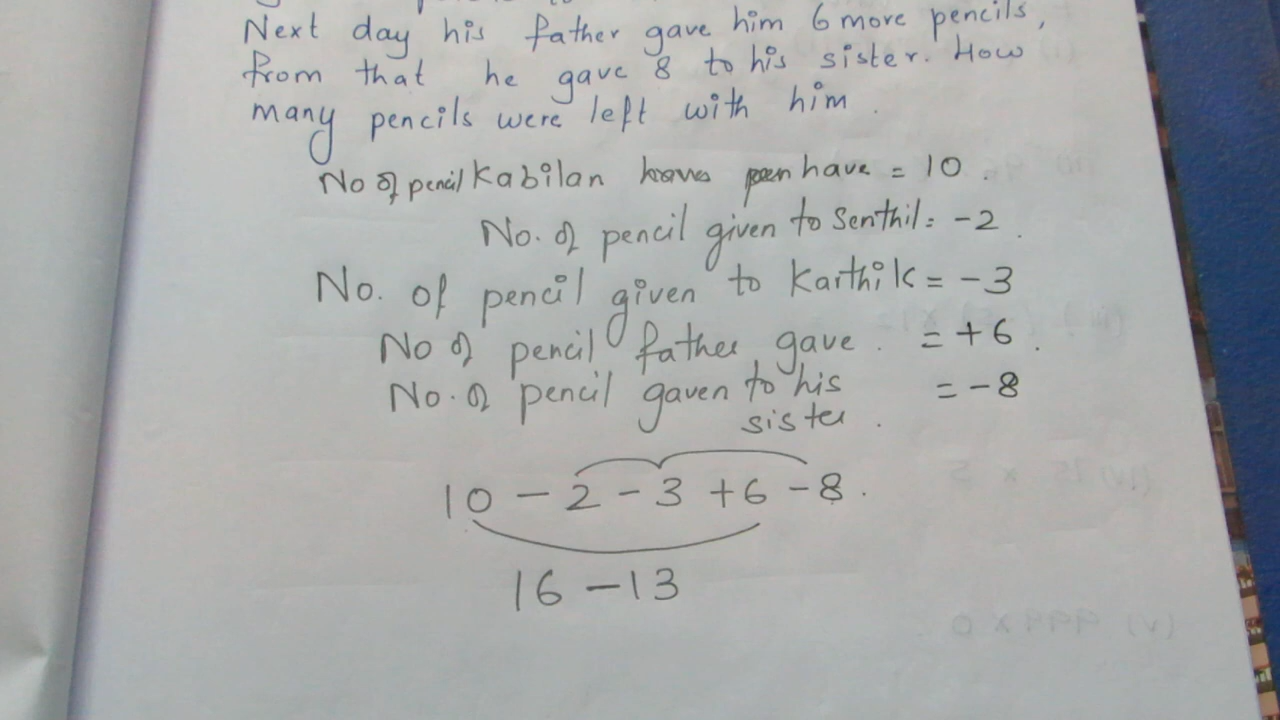 Next day his father gave him 6 more pencils,
from that he gave 8 to his sister. How
many pencils were left with him.
No of pencil Kabilan have = 10.
No. of pencil given to Senthil = -2.
No. of pencil given to Karthik = -3
No of pencil father gave. = +6.
No. of pencil gaven to his = -8
sister.
10 - 2 - 3 + 6 - 8.
16 - 13